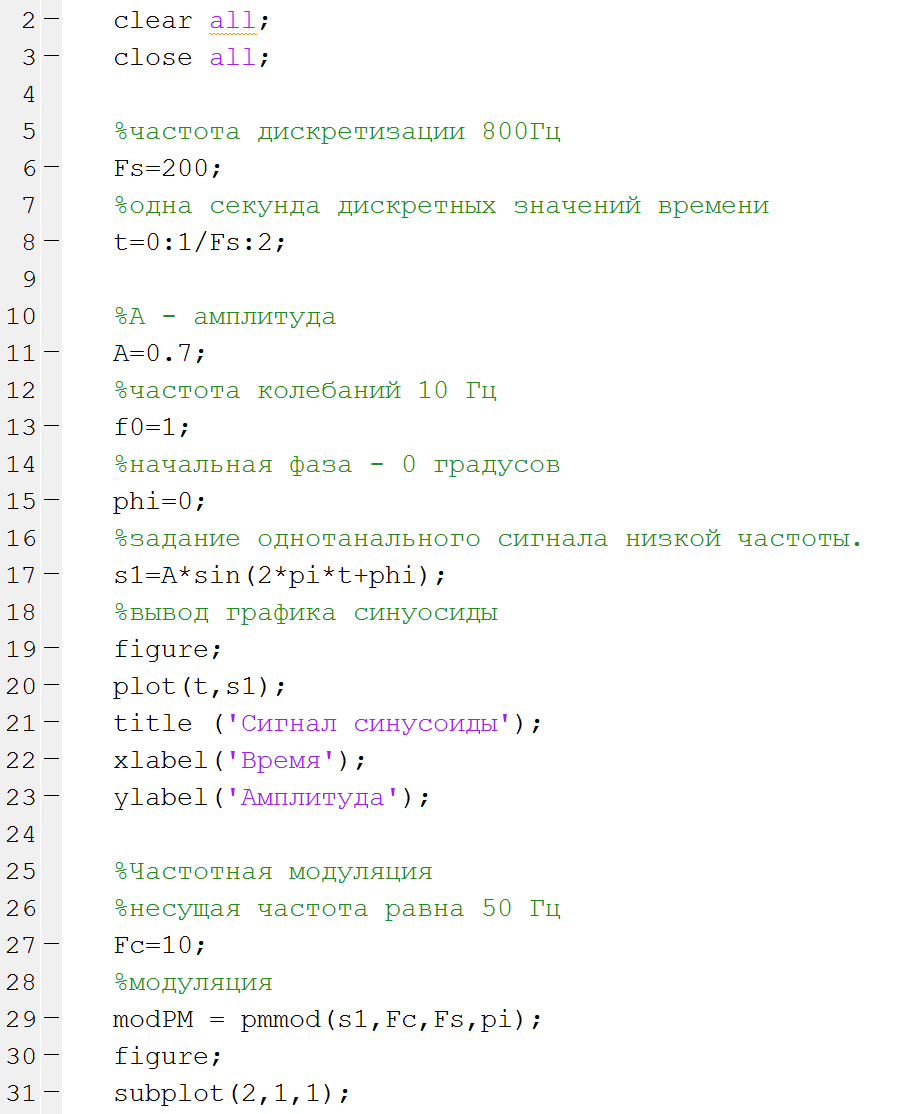 2 − clear all;
3 − close all;
4
5 %частота дискретизации 800Гц
6 − Fs=200;
7 %одна секунда дискретных значений времени
8 − t=0:1/Fs:2;
9
10 %А - амплитуда
11 − A=0.7;
12 %частота колебаний 10 Гц
13 − f0=1;
14 %начальная фаза - 0 градусов
15 − phi=0;
16 %задание однотанального сигнала низкой частоты.
17 − s1=A*sin(2*pi*t+phi);
18 %вывод графика синуосиды
19 − figure;
20 − plot(t,s1);
21 − title ('Сигнал синусоиды');
22 − xlabel('Время');
23 − ylabel('Амплитуда');
24
25 %Частотная модуляция
26 %несущая частота равна 50 Гц
27 − Fc=10;
28 %модуляция
29 − modPM = pmmod(s1,Fc,Fs,pi);
30 − figure;
31 − subplot(2,1,1);